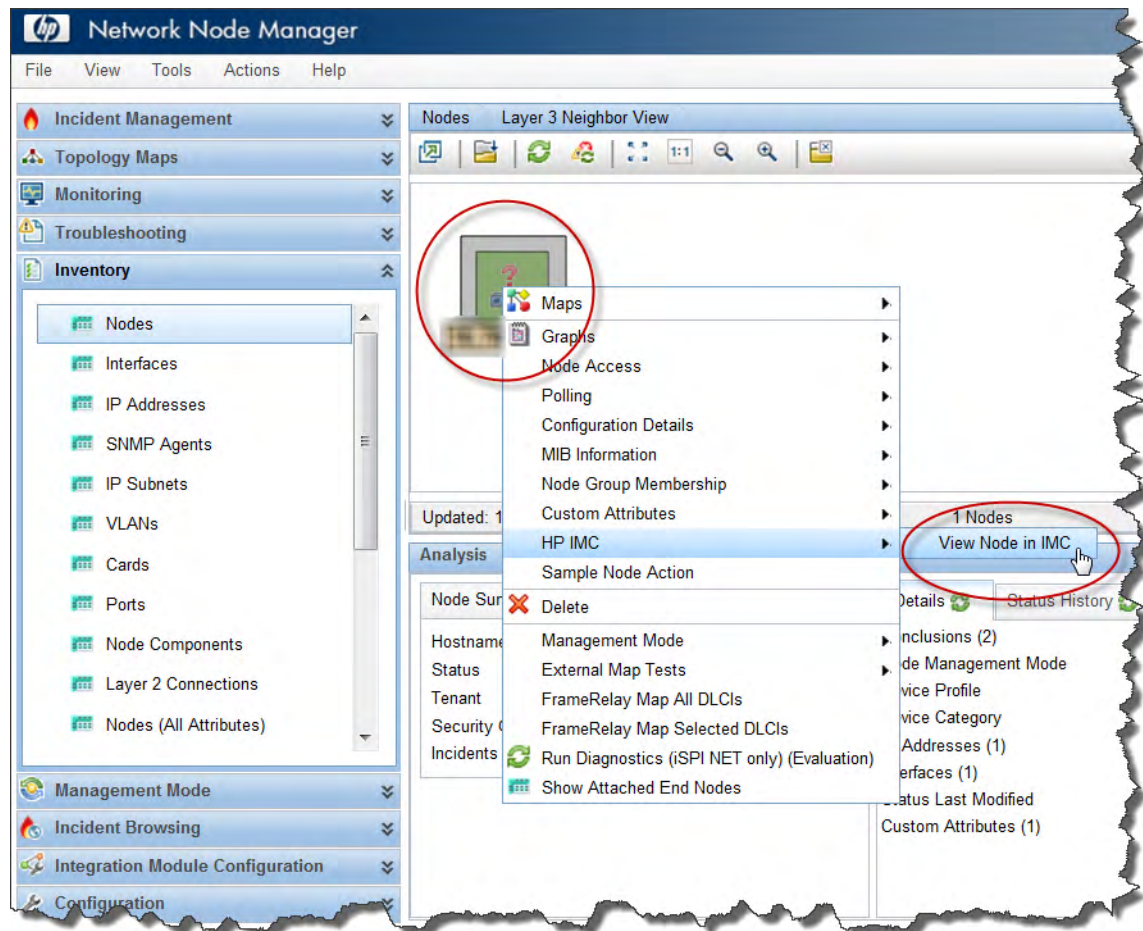 hp Network Node Manager
File View Tools Actions Help
Incident Management
Topology Maps
Monitoring
Troubleshooting
Inventory
Nodes
Interfaces
IP Addresses
SNMP Agents
IP Subnets
VLANs
Cards
Ports
Node Components
Layer 2 Connections
Nodes (All Attributes)
Management Mode
Incident Browsing
Integration Module Configuration
Configuration
Nodes Layer 3 Neighbor View
1:1
?
Maps
Graphs
Node Access
Polling
Configuration Details
MIB Information
Node Group Membership
Custom Attributes
HP IMC
Sample Node Action
Delete
Management Mode
External Map Tests
FrameRelay Map All DLCIs
FrameRelay Map Selected DLCIs
Run Diagnostics (iSPI NET only) (Evaluation)
Show Attached End Nodes
View Node in IMC
Updated: 1
1 Nodes
Analysis
Node Sur
Hostname
Status
Tenant
Security
Incidents
Details Status History
nclusions (2)
de Management Mode
vice Profile
vice Category
Addresses (1)
erfaces (1)
Status Last Modified
Custom Attributes (1)